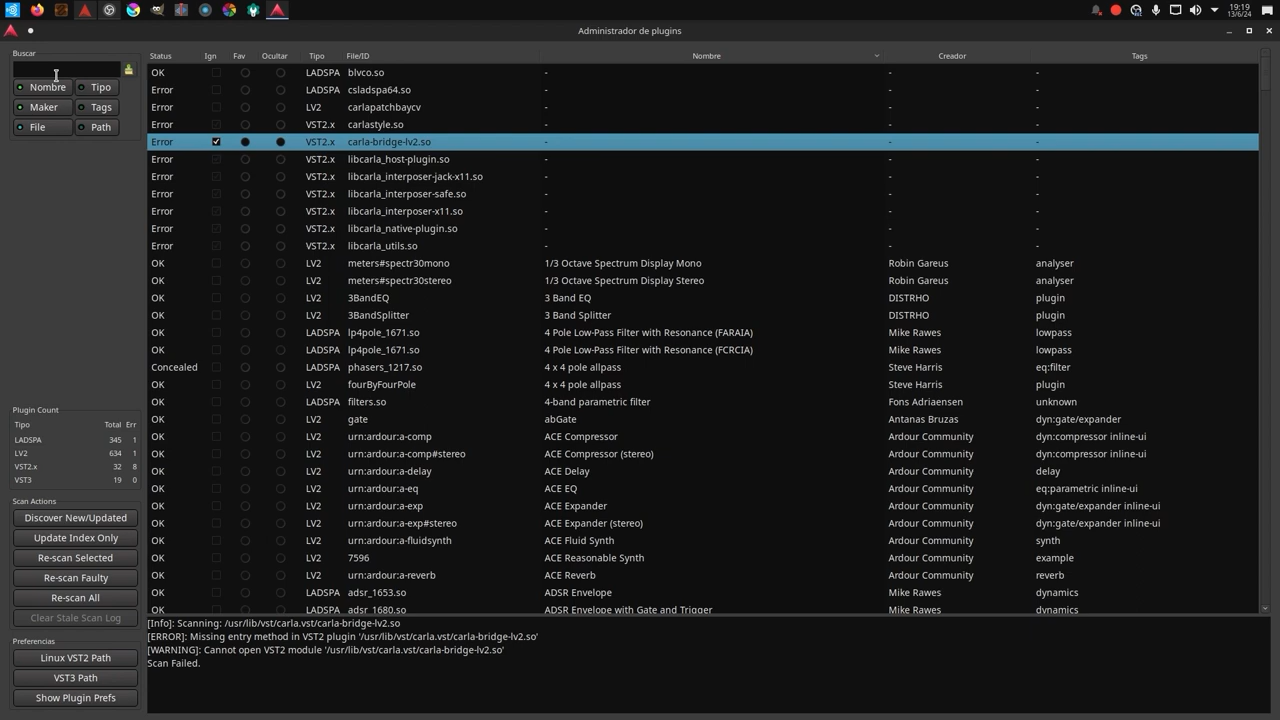 19:19
13/6/24
Administrador de plugins
Buscar
Nombre Tipo
Maker Tags
File Path
Status Ign Fav Ocultar Tipo File/ID Nombre Creador Tags
OK LADSPA blvco.so - - -
Error LADSPA csladspa64.so - - -
Error LV2 carlapatchbaycv - - -
Error VST2.x carlastyle.so - - -
Error VST2.x carla-bridge-lv2.so - - -
Error VST2.x libcarla_host-plugin.so - - -
Error VST2.x libcarla_interposer-jack-x11.so - - -
Error VST2.x libcarla_interposer-safe.so - - -
Error VST2.x libcarla_interposer-x11.so - - -
Error VST2.x libcarla_native-plugin.so - - -
Error VST2.x libcarla_utils.so - - -
OK LV2 meters#spectr30mono 1/3 Octave Spectrum Display Mono Robin Gareus analyser
OK LV2 meters#spectr30stereo 1/3 Octave Spectrum Display Stereo Robin Gareus analyser
OK LV2 3BandEQ 3 Band EQ DISTRHO plugin
OK LV2 3BandSplitter 3 Band Splitter DISTRHO plugin
OK LADSPA lp4pole_1671.so 4 Pole Low-Pass Filter with Resonance (FARAIA) Mike Rawes lowpass
OK LADSPA lp4pole_1671.so 4 Pole Low-Pass Filter with Resonance (FCRCIA) Mike Rawes lowpass
Concealed LADSPA phasers_1217.so 4 x 4 pole allpass Steve Harris eq:filter
OK LV2 fourByFourPole 4 x 4 pole allpass Steve Harris plugin
OK LADSPA filters.so 4-band parametric filter Fons Adriaensen unknown
OK LV2 gate abGate Antanas Bruzas dyn:gate/expander
OK LV2 urn:ardour:a-comp ACE Compressor Ardour Community dyn:compressor inline-ui
OK LV2 urn:ardour:a-comp#stereo ACE Compressor (stereo) Ardour Community dyn:compressor inline-ui
OK LV2 urn:ardour:a-delay ACE Delay Ardour Community delay
OK LV2 urn:ardour:a-eq ACE EQ Ardour Community eq:parametric inline-ui
OK LV2 urn:ardour:a-exp ACE Expander Ardour Community dyn:gate/expander inline-ui
OK LV2 urn:ardour:a-exp#stereo ACE Expander (stereo) Ardour Community dyn:gate/expander inline-ui
OK LV2 urn:ardour:a-fluidsynth ACE Fluid Synth Ardour Community synth
OK LV2 7596 ACE Reasonable Synth Ardour Community example
OK LV2 urn:ardour:a-reverb ACE Reverb Ardour Community reverb
OK LADSPA adsr_1653.so ADSR Envelope Mike Rawes dynamics
OK LADSPA adsr_1680.so ADSR Envelope with Gate and Trigger Mike Rawes dynamics
Plugin Count
Tipo Total Err
LADSPA 345 1
LV2 634 1
VST2.x 32 8
VST3 19 0
Scan Actions
Discover New/Updated
Update Index Only
Re-scan Selected
Re-scan Faulty
Re-scan All
Clear Stale Scan Log
Preferencias
Linux VST2 Path
VST3 Path
Show Plugin Prefs
[Info]: Scanning: /usr/lib/vst/carla.vst/carla-bridge-lv2.so
[ERROR]: Missing entry method in VST2 plugin '/usr/lib/vst/carla.vst/carla-bridge-lv2.so'
[WARNING]: Cannot open VST2 module '/usr/lib/vst/carla.vst/carla-bridge-lv2.so'
Scan Failed.